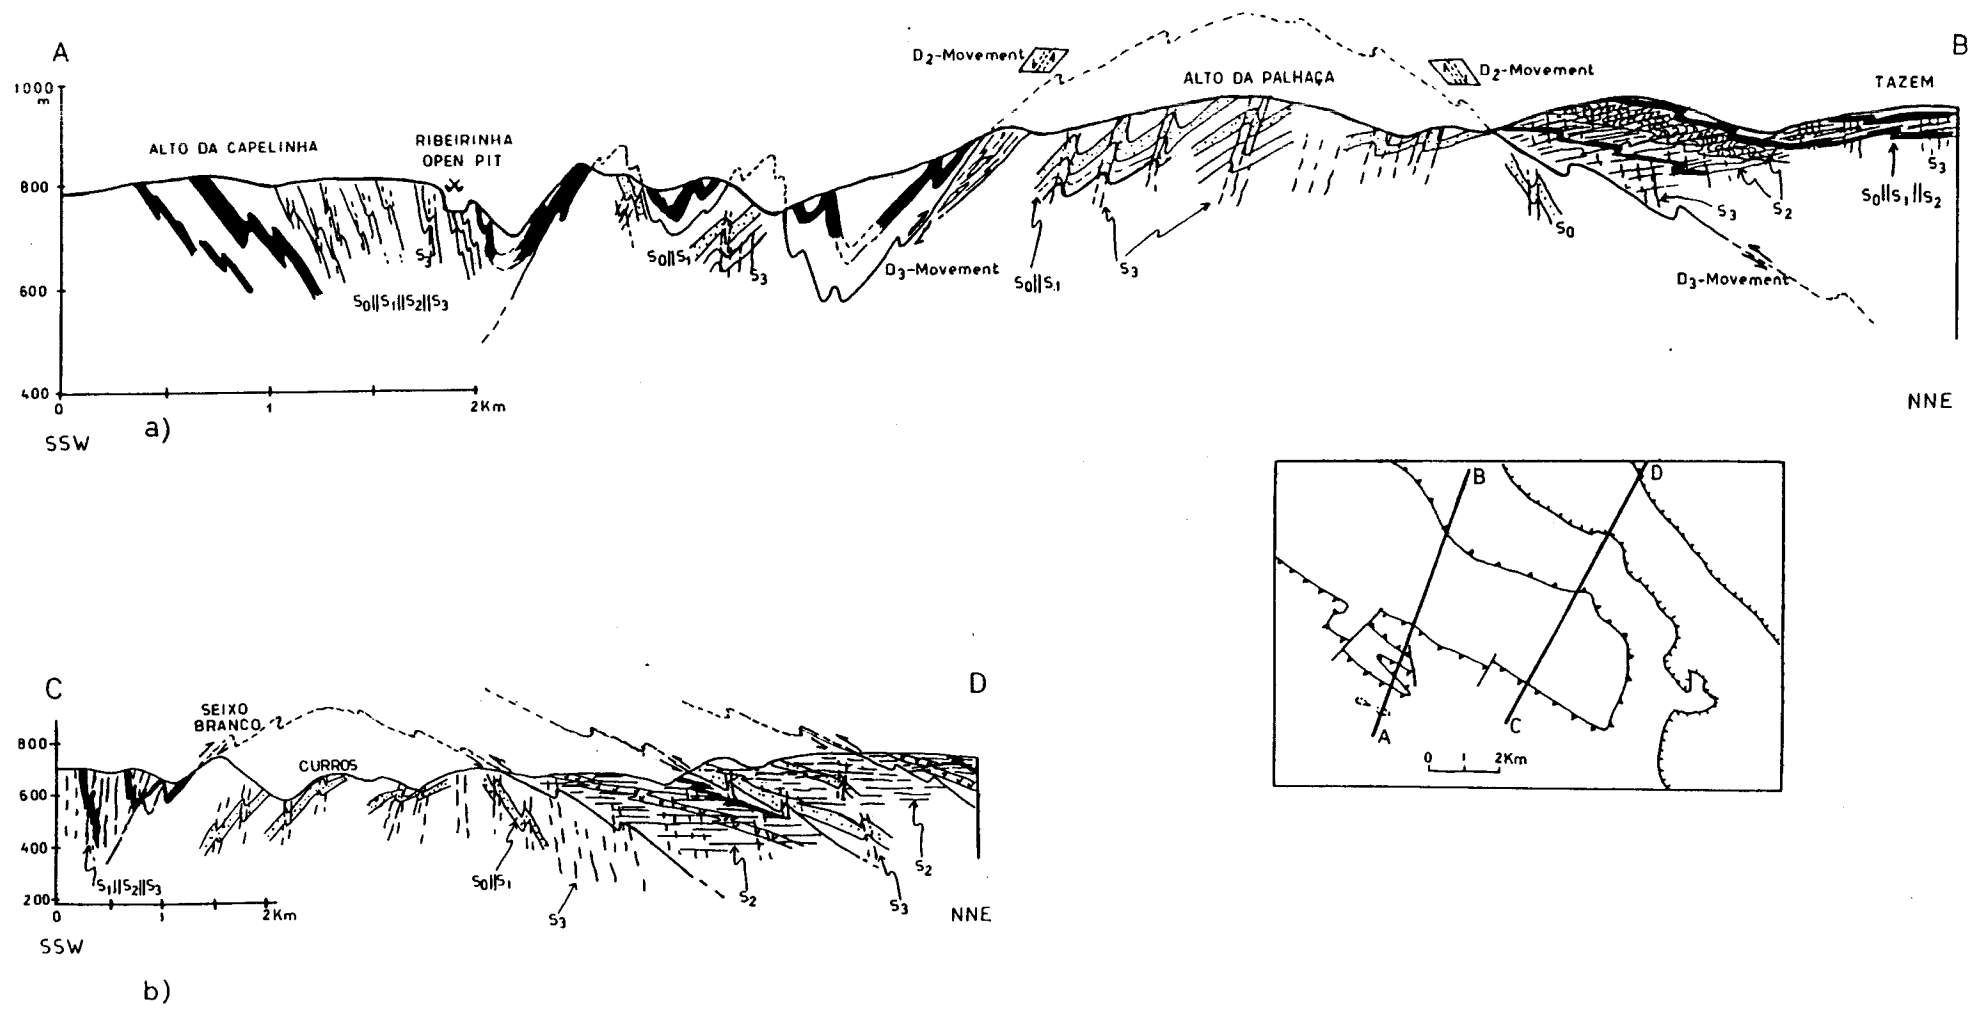 A
B
1000
m
800
600
400
0
1
2Km
SSW
NNE
a)
ALTO DA CAPELINHA
RIBEIRINHA
OPEN PIT
D2-Movement
ALTO DA PALHAÇA
D2-Movement
TAZEM
S3
S0||S1||S2||S3
S0||S1
S3
D3-Movement
S0||S1
S3
S0
S3
S2
S0||S1||S2
S3
D3-Movement
B
D
A
C
0
1
2Km
C
D
SEIXO
BRANCO
CURROS
800
600
400
200
0
1
2Km
S1||S2||S3
S0||S1
S3
S2
S3
S2
SSW
NNE
b)